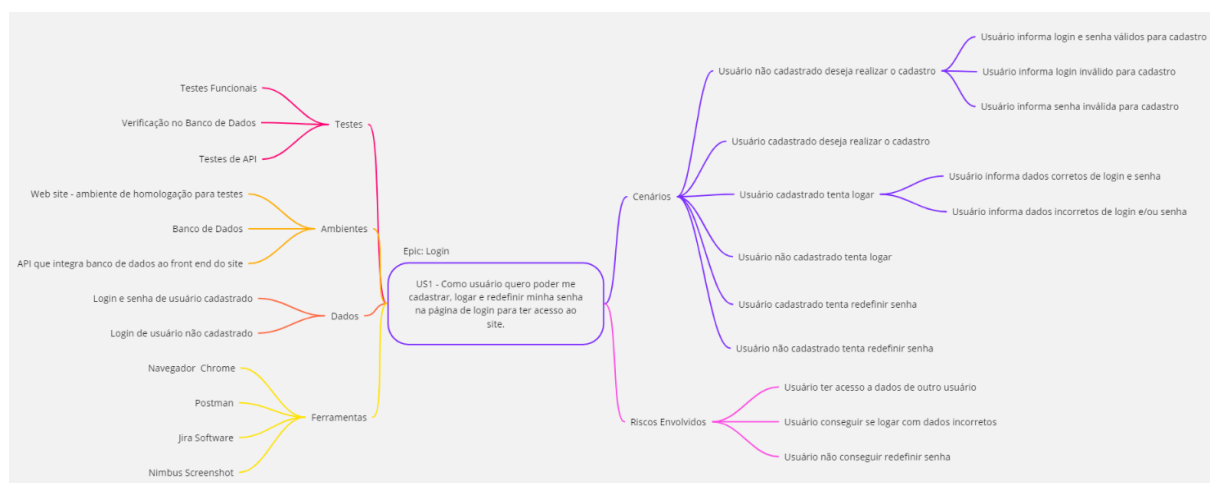 Testes Funcionais
Verificação no Banco de Dados
Testes de API
Testes
Web site - ambiente de homologação para testes
Banco de Dados
API que integra banco de dados ao front end do site
Ambientes
Login e senha de usuário cadastrado
Login de usuário não cadastrado
Dados
Navegador Chrome
Postman
Jira Software
Nimbus Screenshot
Ferramentas
Epic: Login
US1 - Como usuário quero poder me
cadastrar, logar e redefinir minha senha
na página de login para ter acesso ao
site.
Cenários
Usuário não cadastrado deseja realizar o cadastro
Usuário informa login e senha válidos para cadastro
Usuário informa login inválido para cadastro
Usuário informa senha inválida para cadastro
Usuário cadastrado deseja realizar o cadastro
Usuário cadastrado tenta logar
Usuário informa dados corretos de login e senha
Usuário informa dados incorretos de login e/ou senha
Usuário não cadastrado tenta logar
Usuário cadastrado tenta redefinir senha
Usuário não cadastrado tenta redefinir senha
Riscos Envolvidos
Usuário ter acesso a dados de outro usuário
Usuário conseguir se logar com dados incorretos
Usuário não conseguir redefinir senha